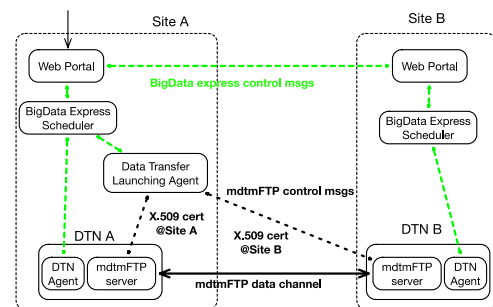 Site A
Site B
Web Portal
Web Portal
BigData express control msgs
BigData Express
Scheduler
BigData Express
Scheduler
Data Transfer
Launching Agent
mdtmFTP control msgs
X.509 cert
@Site A
X.509 cert
@Site B
DTN A
DTN B
DTN
Agent
mdtmFTP
server
mdtmFTP
server
DTN
Agent
mdtmFTP data channel